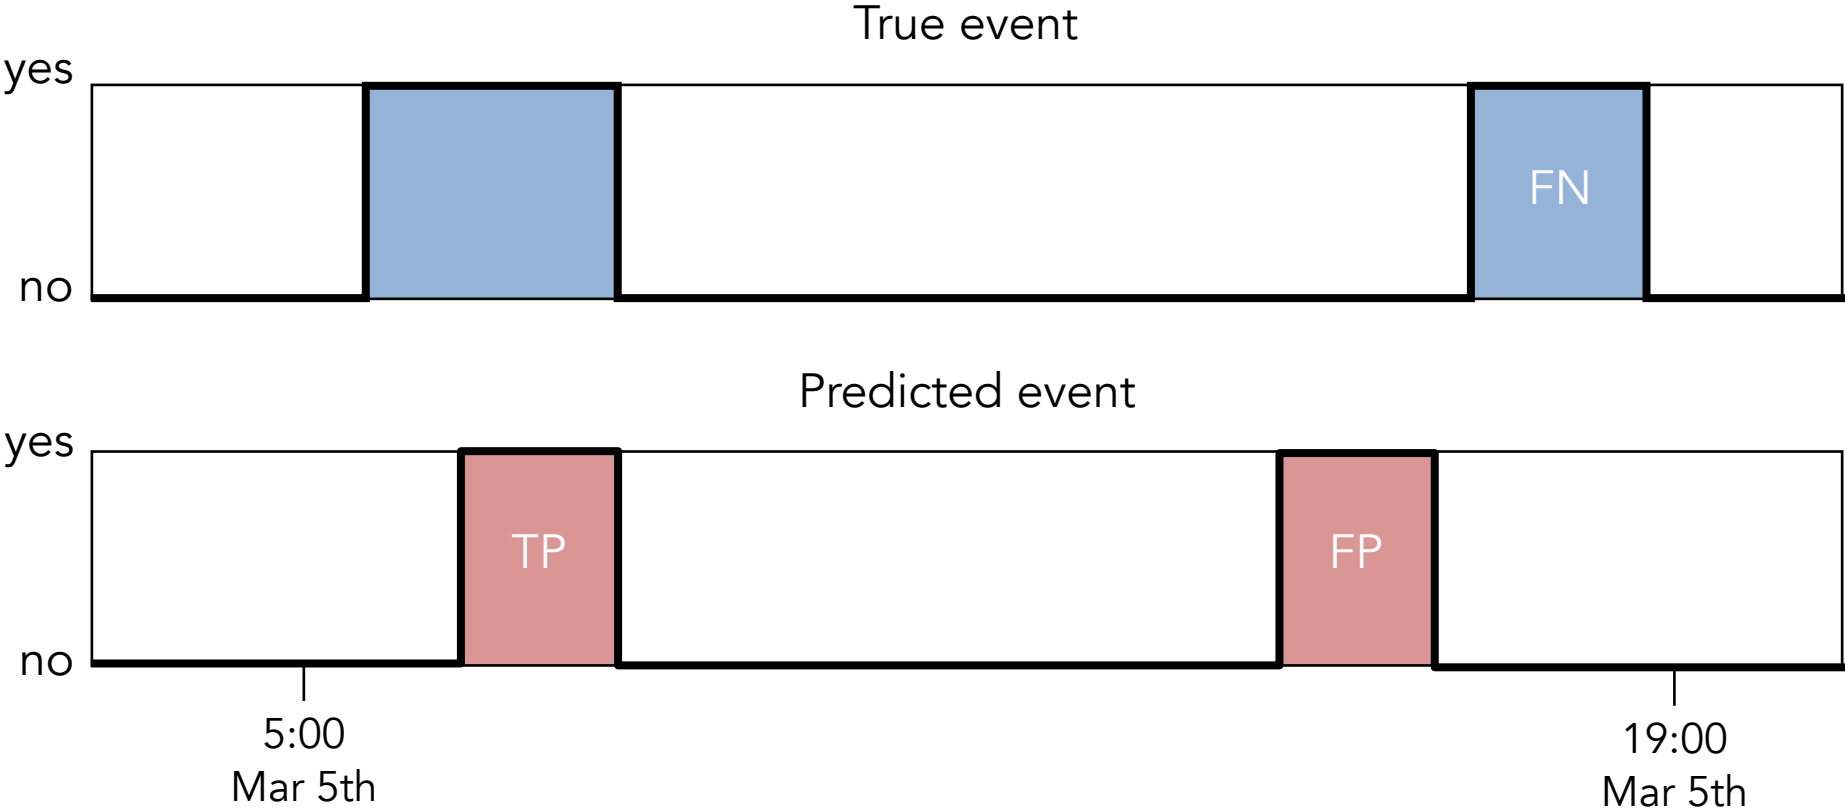 True event
yes
FN
no
Predicted event
yes
TP
FP
no
5:00
Mar 5th
19:00
Mar 5th